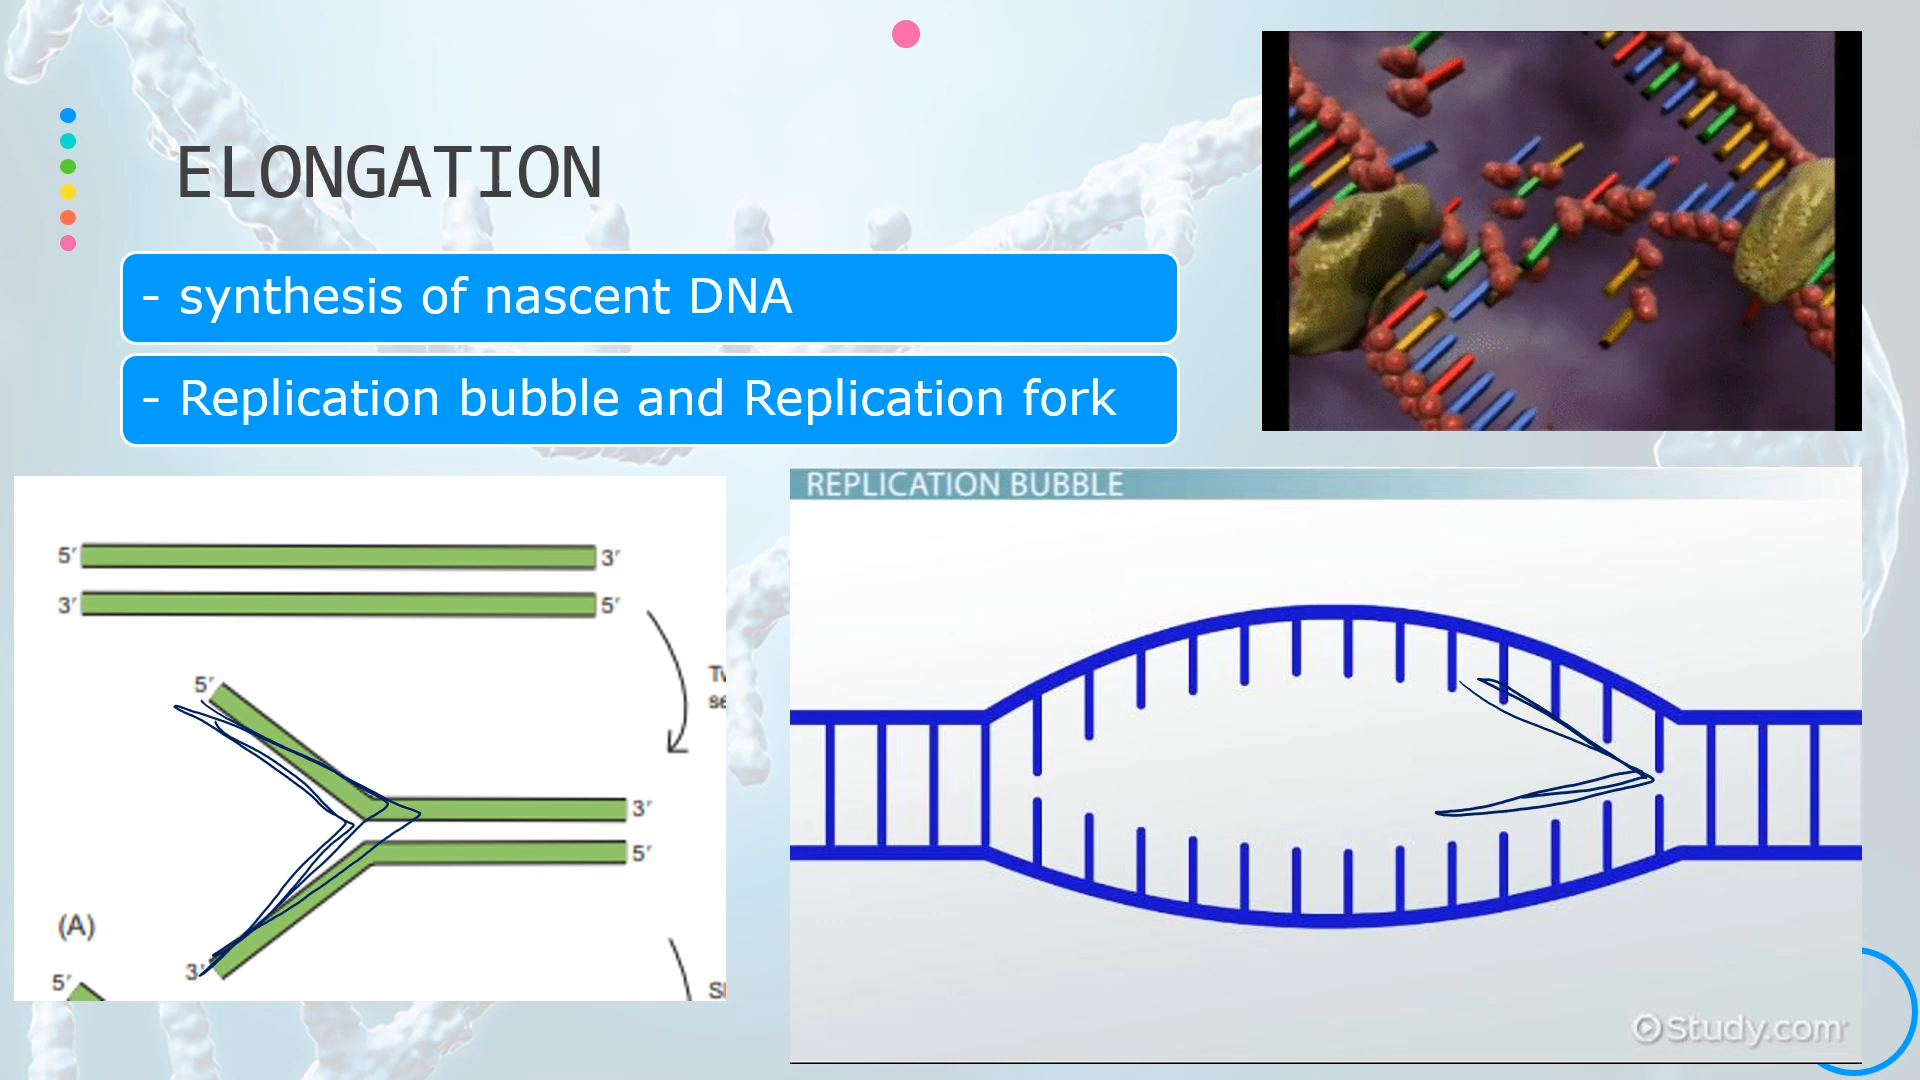 ELONGATION
- synthesis of nascent DNA
- Replication bubble and Replication fork
5' 3'
3' 5'
5'
3'
5'
3'
(A)
5'
REPLICATION BUBBLE
Study.com